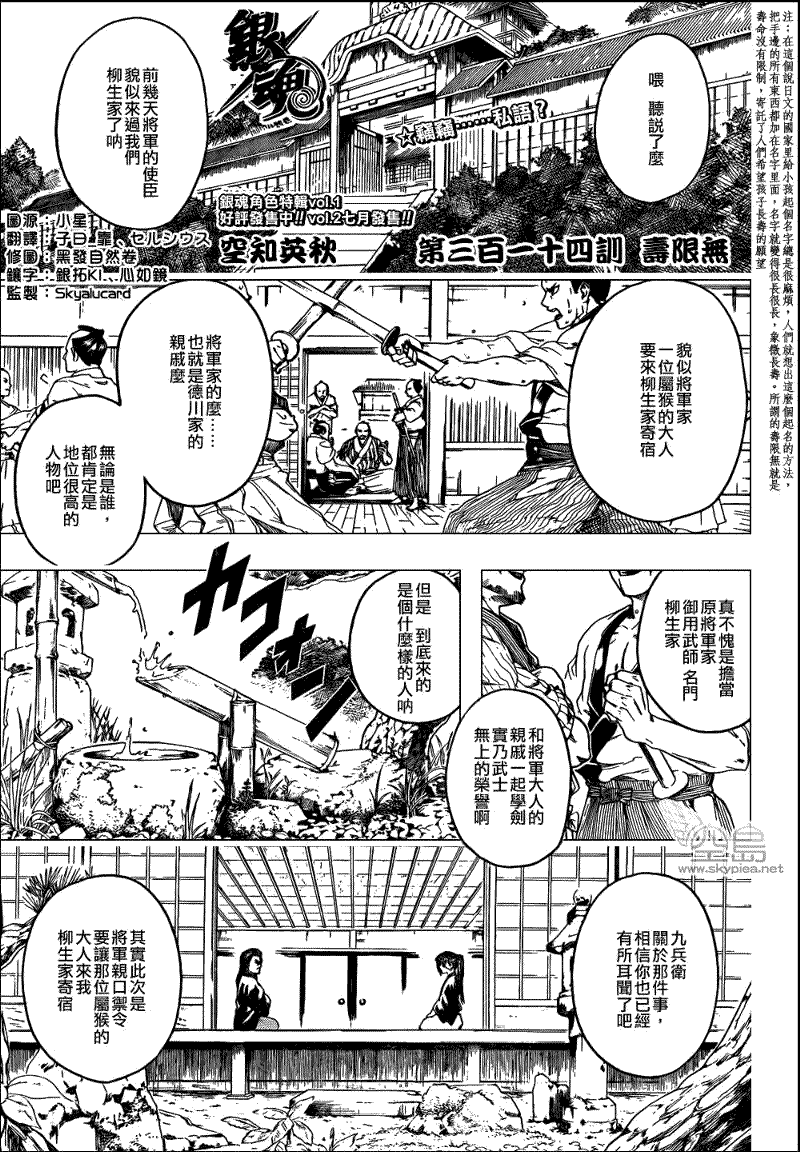 注：在這個說日文的國家里給小孩起個名字總是很麻煩，人們就想出這麼個起名的方法，
把手邊的所有東西都加在名字里面，名字就變得很長很長，象徵長壽。所謂的壽限無就是
壽命沒有限制，寄託了人們希望孩子長壽的願望
銀魂
喂 聽説了麼
前幾天將軍的使臣
貌似來過我們
柳生家了吶
☆竊竊……私語？
銀魂角色特輯vol.1
好評發售中!! vol.2七月發售!!
空知英秋
第三百一十四訓 壽限無
圖源：小星
翻譯：子曰 靠、セルシウス
修圖：黑發自然卷
鑲字：銀拓KI、心如鏡
監製：Skyalucard
貌似將軍家
一位屬猴的大人
要來柳生家寄宿
將軍家的麼……
也就是德川家的
親戚麼
無論是誰，
都肯定是
地位很高的
人物吧
真不愧是擔當
原將軍家
御用武師 名門
柳生家
和將軍大人的
親戚一起學劍
實乃武士
無上的榮譽啊
但是 到底來的
是個什麼樣的人吶
カコォ
空島
www.skypiea.net
九兵衛
關於那件事，
相信你也已經
有所耳聞了吧
其實此次是
將軍親口禦令
要讓那位屬猴的
大人來我
柳生家寄宿